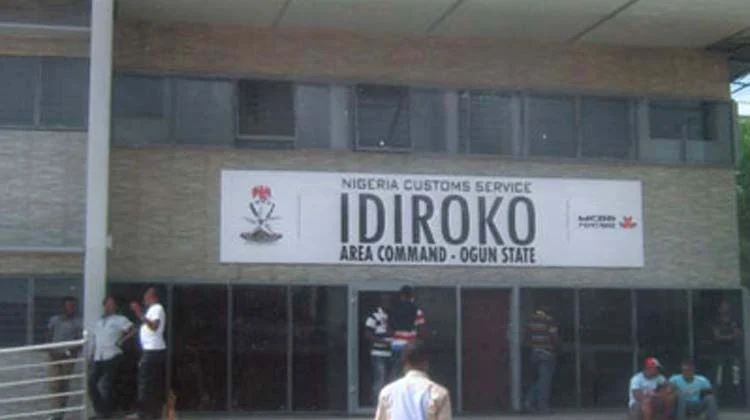 NIGERIA CUSTOMS SERVICE
IDIROKO
AREA COMMAND - OGUN STATE